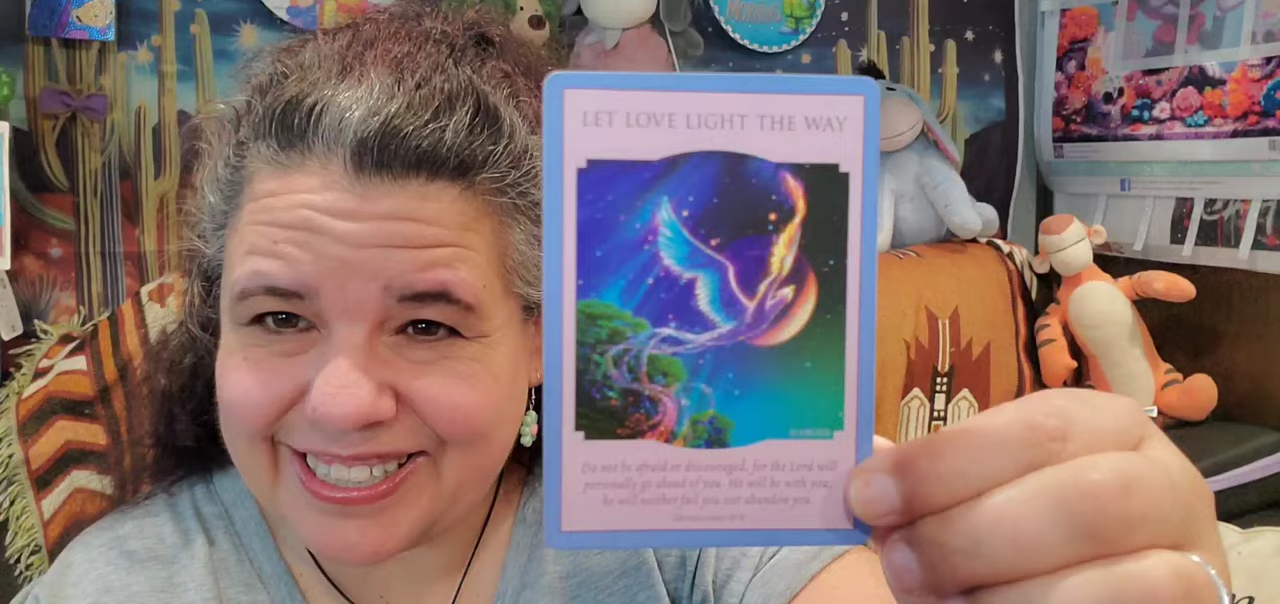 LET LOVE LIGHT THE WAY
Do not be afraid or discouraged, for the Lord will
personally go ahead of you. He will be with you,
he will neither fail you nor abandon you.